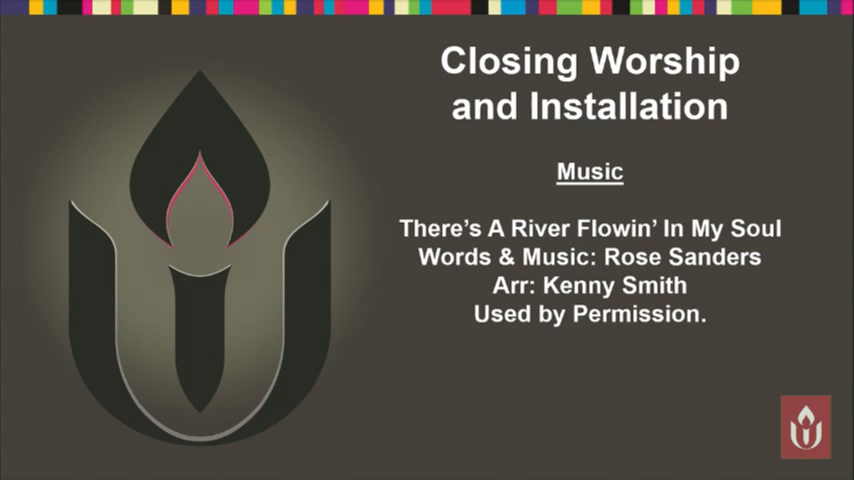 Closing Worship
and Installation
Music
There's A River Flowin' In My Soul
Words & Music: Rose Sanders
Arr: Kenny Smith
Used by Permission.